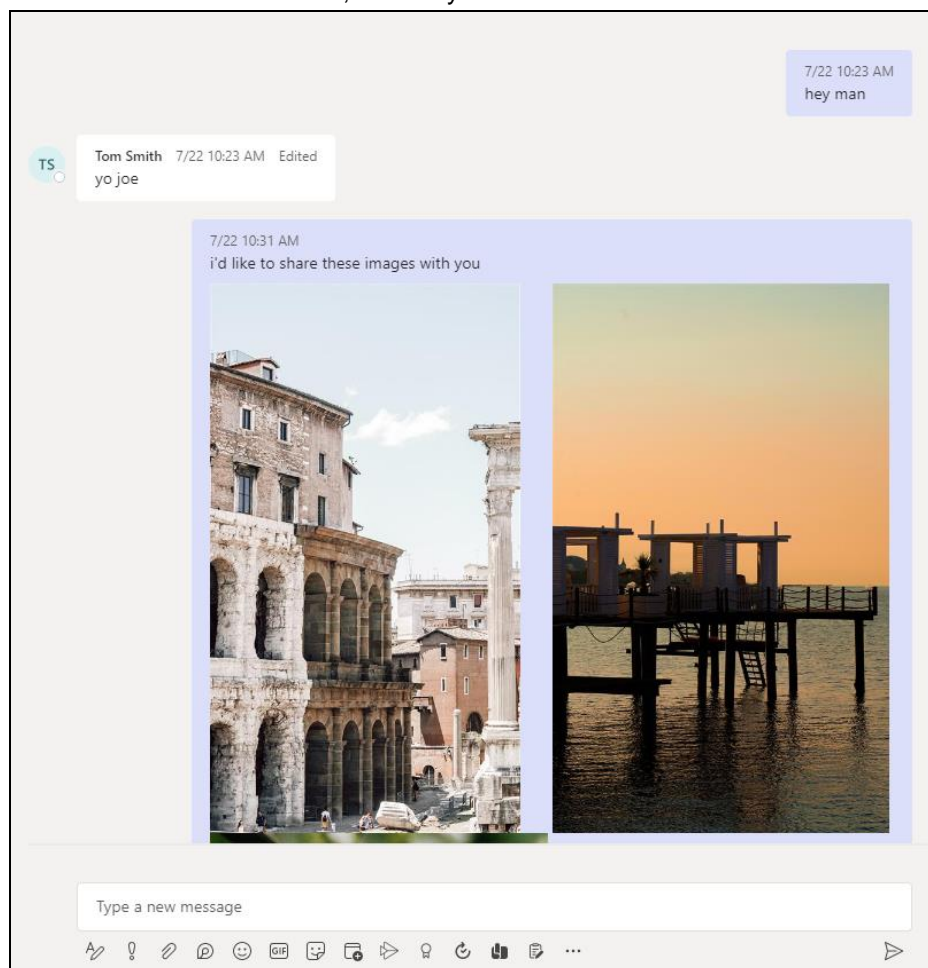 7/22 10:23 AM
hey man
TS
Tom Smith 7/22 10:23 AM Edited
yo joe
7/22 10:31 AM
i'd like to share these images with you
Type a new message
GIF